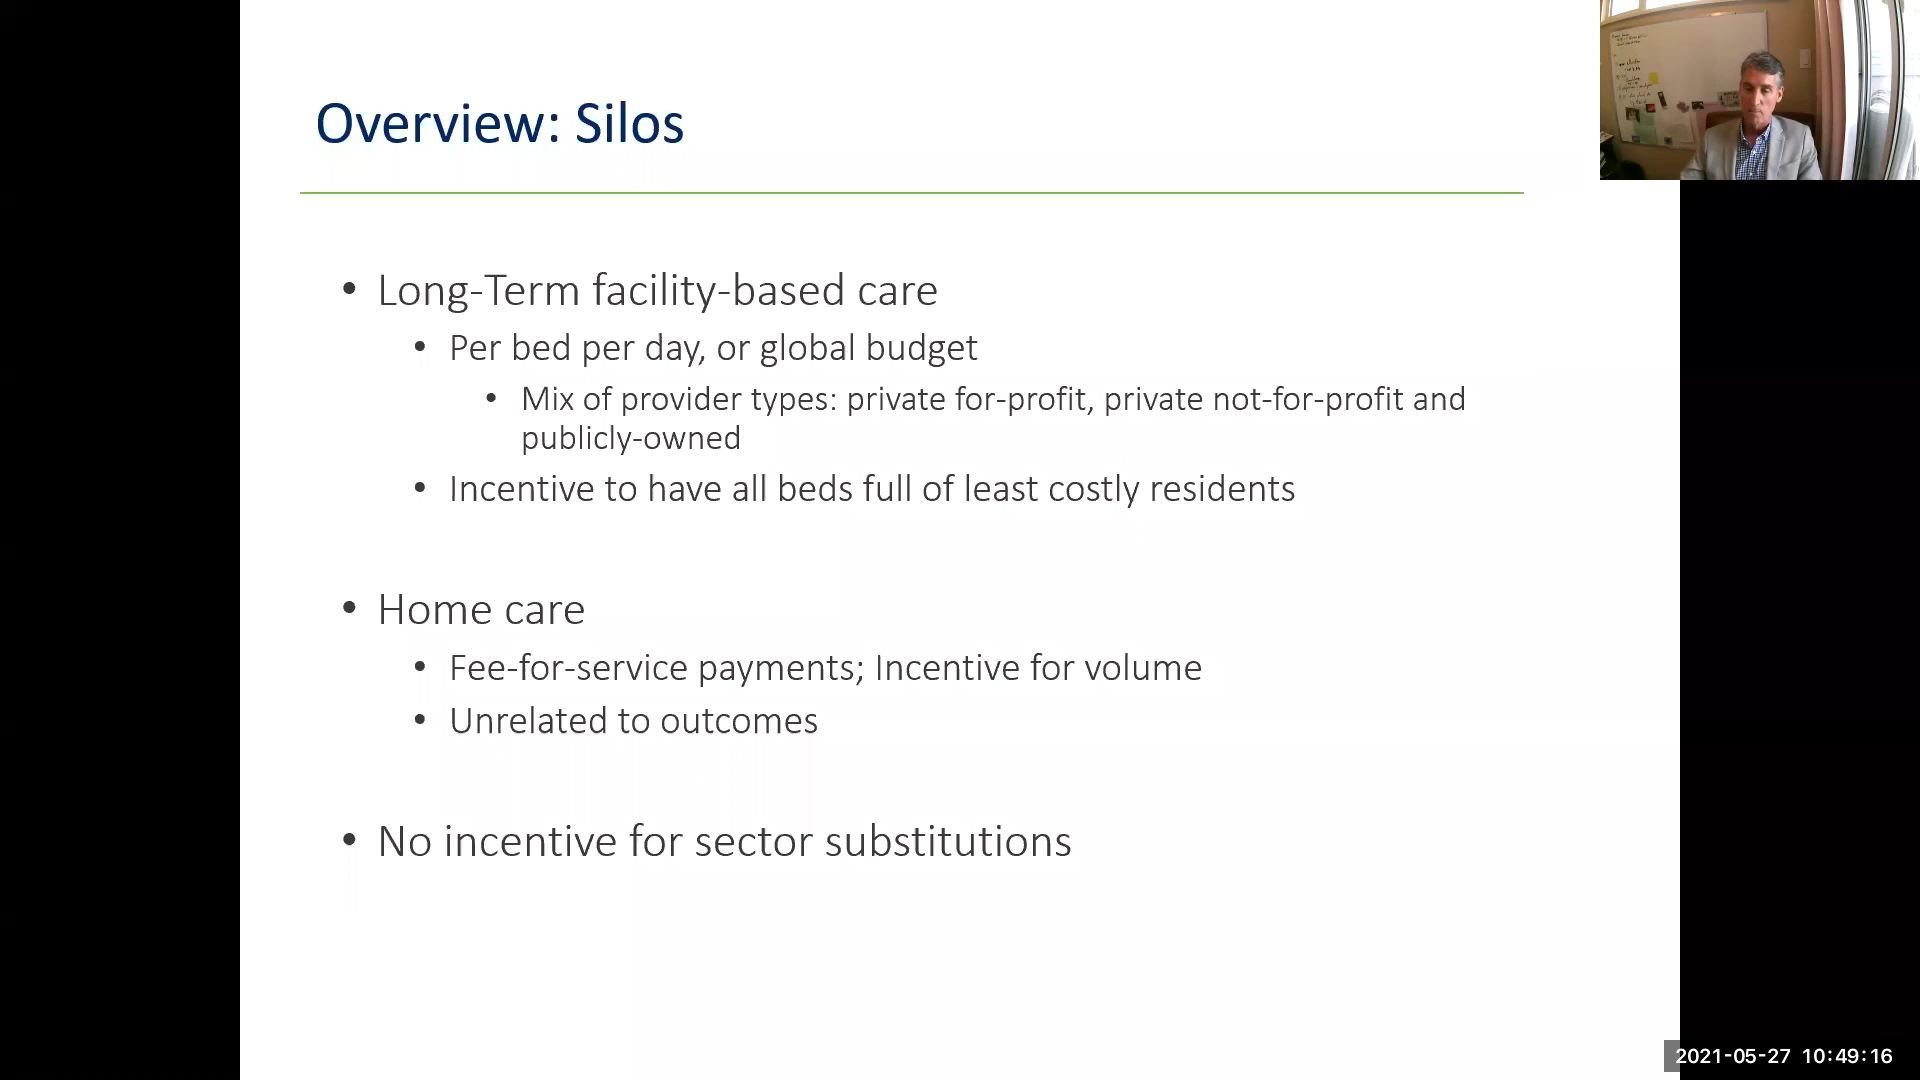 Overview: Silos
• Long-Term facility-based care
• Per bed per day, or global budget
• Mix of provider types: private for-profit, private not-for-profit and
publicly-owned
• Incentive to have all beds full of least costly residents
• Home care
• Fee-for-service payments; Incentive for volume
• Unrelated to outcomes
• No incentive for sector substitutions
2021-05-27 10:49:16